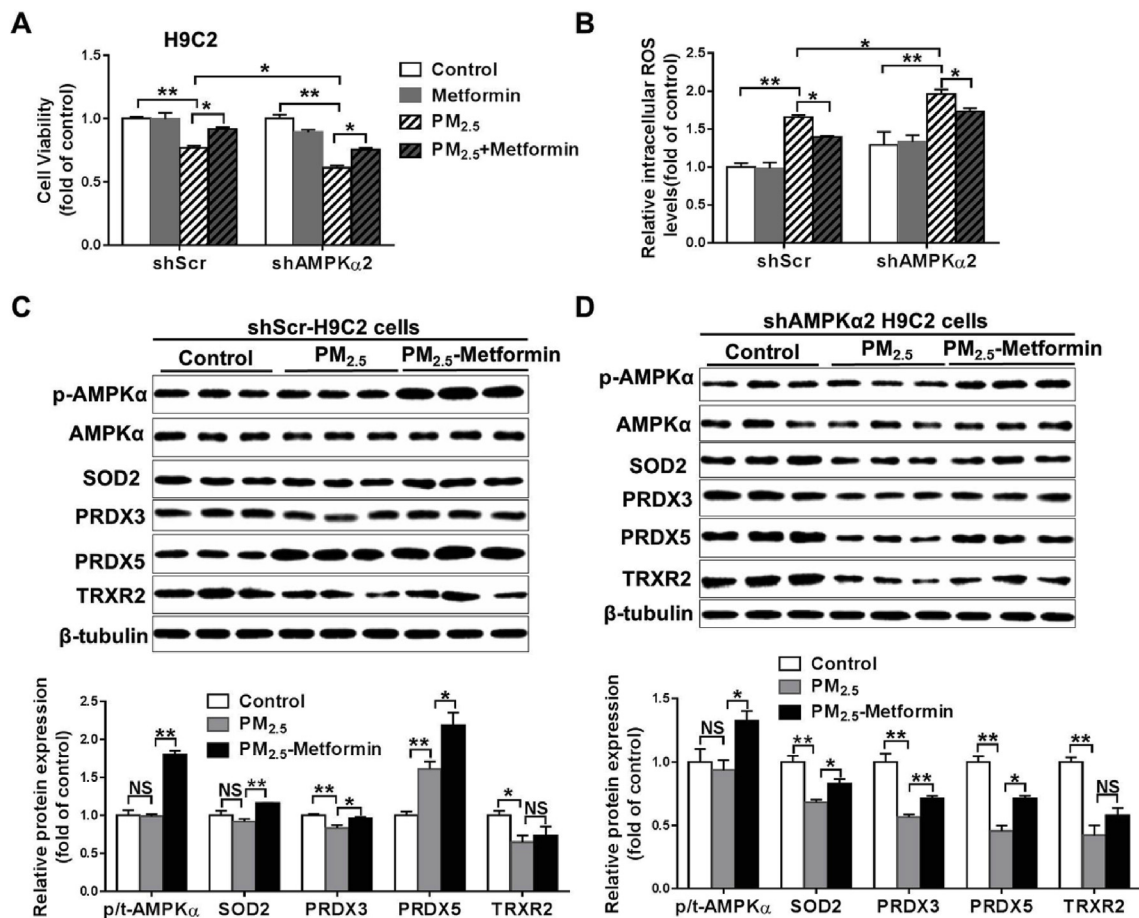 A
H9C2
Cell Viability
(fold of control)
1.5
1.0
0.5
0.0
** * * ** *
shScr shAMPKα2
Control
Metformin
PM2.5
PM2.5+Metformin
B
Relative intracellular ROS
levels(fold of control)
2.5
2.0
1.5
1.0
0.5
0.0
** * * ** *
shScr shAMPKα2
C
shScr-H9C2 cells
Control PM2.5 PM2.5-Metformin
p-AMPKα
AMPKα
SOD2
PRDX3
PRDX5
TRXR2
β-tubulin
Relative protein expression
(fold of control)
2.5
2.0
1.5
1.0
0.5
0.0
Control
PM2.5
PM2.5-Metformin
NS ** NS ** ** * ** * * NS
p/t-AMPKα SOD2 PRDX3 PRDX5 TRXR2
D
shAMPKα2 H9C2 cells
Control PM2.5 PM2.5-Metformin
p-AMPKα
AMPKα
SOD2
PRDX3
PRDX5
TRXR2
β-tubulin
Relative protein expression
(fold of control)
1.5
1.0
0.5
0.0
Control
PM2.5
PM2.5-Metformin
NS * ** * ** ** ** * ** NS
p/t-AMPKα SOD2 PRDX3 PRDX5 TRXR2